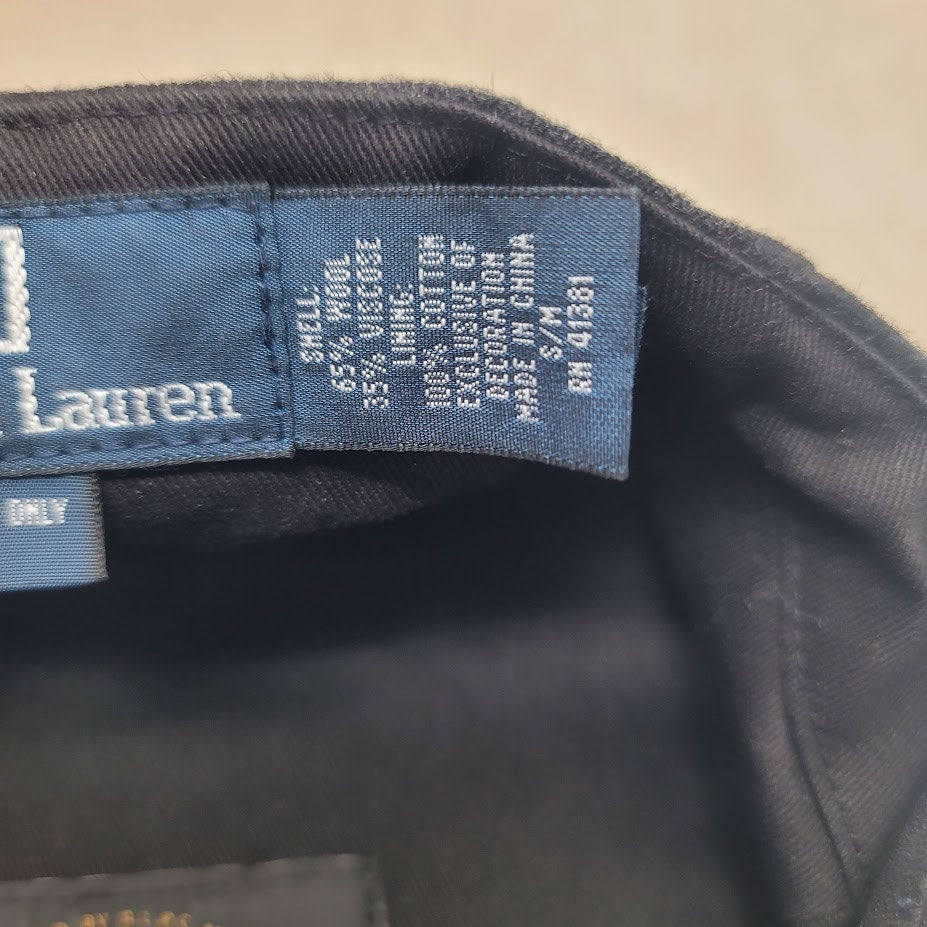 Lauren
ONLY
SHELL
65% WOOL
35% VISCOSE
LINING
100% COTTON
EXCLUSIVE OF
DECORATION
MADE IN CHINA
S/M
RN 41381